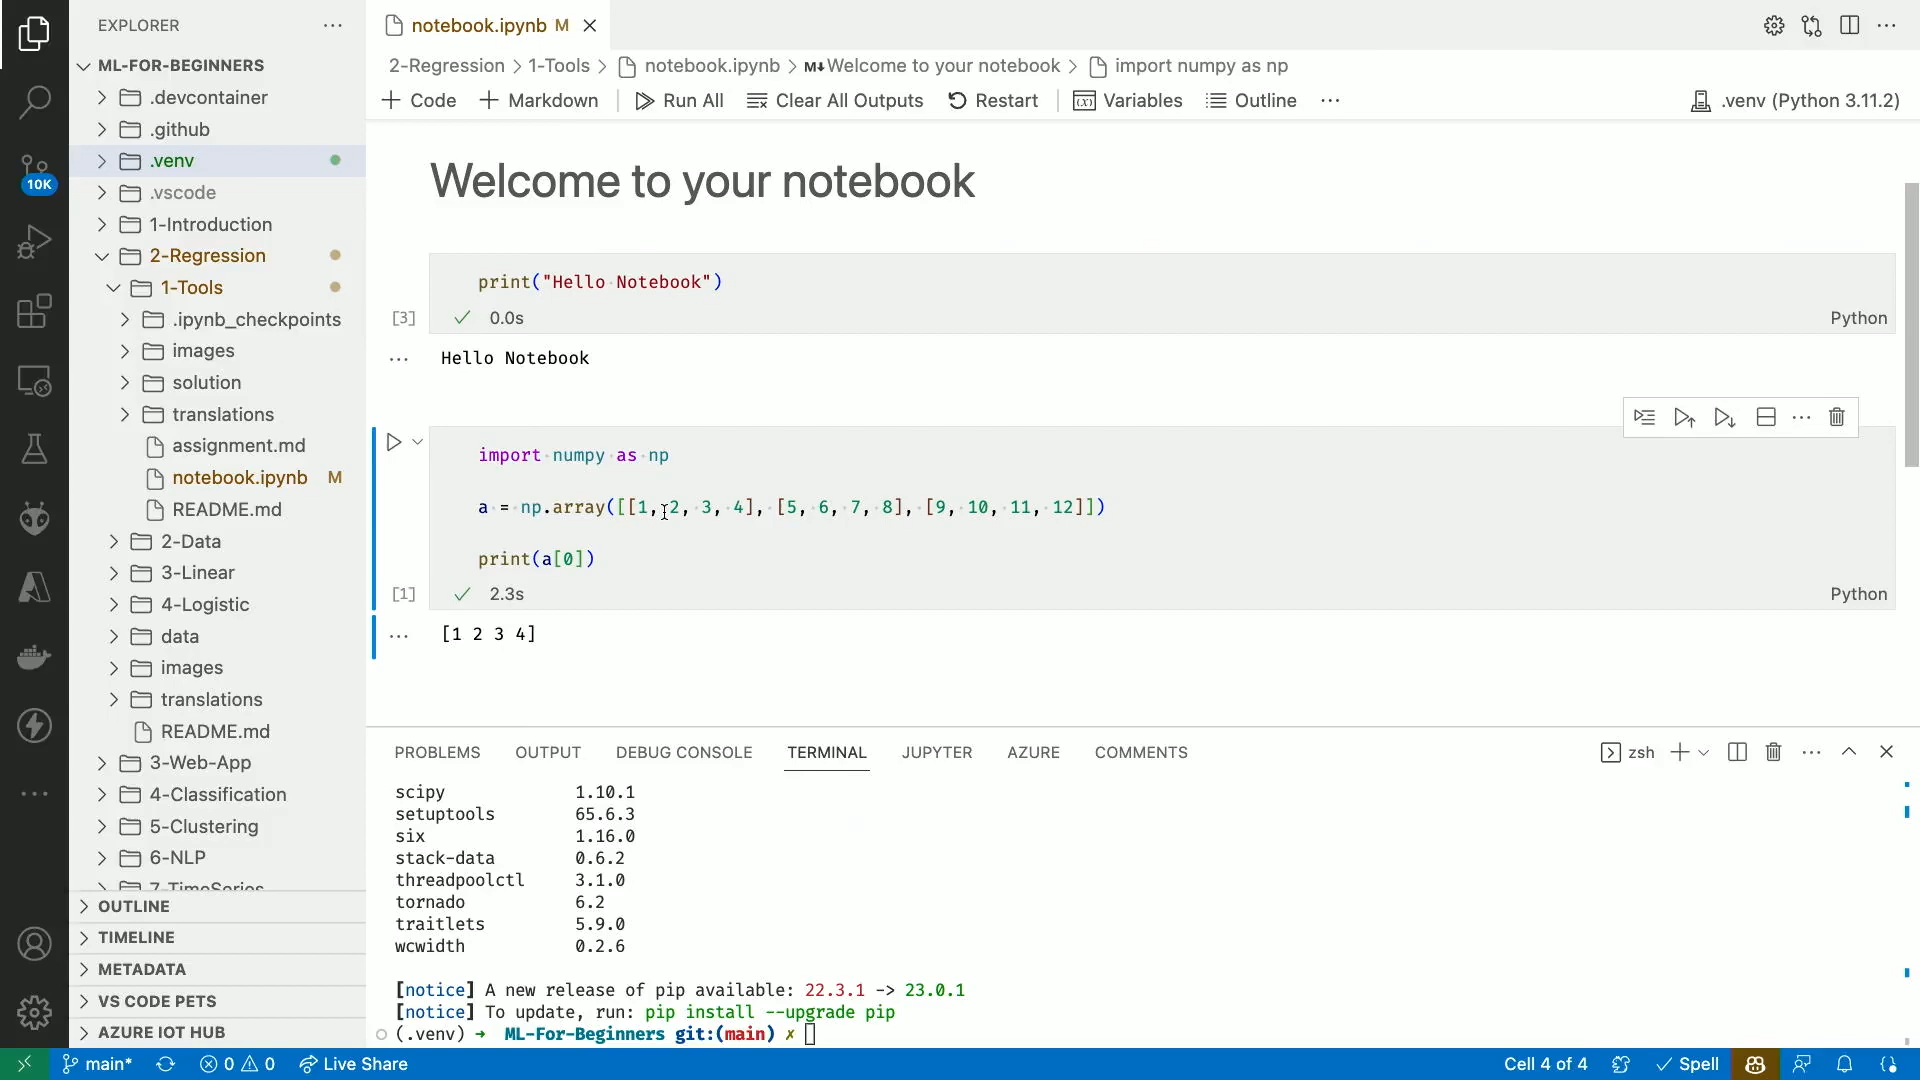 EXPLORER
ML-FOR-BEGINNERS
.devcontainer
.github
.venv
.vscode
1-Introduction
2-Regression
1-Tools
.ipynb_checkpoints
images
solution
translations
assignment.md
notebook.ipynb M
README.md
2-Data
3-Linear
4-Logistic
data
images
translations
README.md
3-Web-App
4-Classification
5-Clustering
6-NLP
7-TimeSeries
OUTLINE
TIMELINE
METADATA
VS CODE PETS
AZURE IOT HUB
10K
notebook.ipynb M
2-Regression > 1-Tools > notebook.ipynb > M↓Welcome to your notebook > import numpy as np
+ Code + Markdown Run All Clear All Outputs Restart (x) Variables Outline ... .venv (Python 3.11.2)
Welcome to your notebook
print("Hello Notebook")
[3] 0.0s Python
Hello Notebook
import numpy as np
a = np.array([[1, 2, 3, 4], [5, 6, 7, 8], [9, 10, 11, 12]])
print(a[0])
[1] 2.3s Python
[1 2 3 4]
PROBLEMS OUTPUT DEBUG CONSOLE TERMINAL JUPYTER AZURE COMMENTS zsh
scipy 1.10.1
setuptools 65.6.3
six 1.16.0
stack-data 0.6.2
threadpoolctl 3.1.0
tornado 6.2
traitlets 5.9.0
wcwidth 0.2.6
[notice] A new release of pip available: 22.3.1 -> 23.0.1
[notice] To update, run: pip install --upgrade pip
(.venv) → ML-For-Beginners git:(main) ✗
main* 0 0 Live Share Cell 4 of 4 Spell